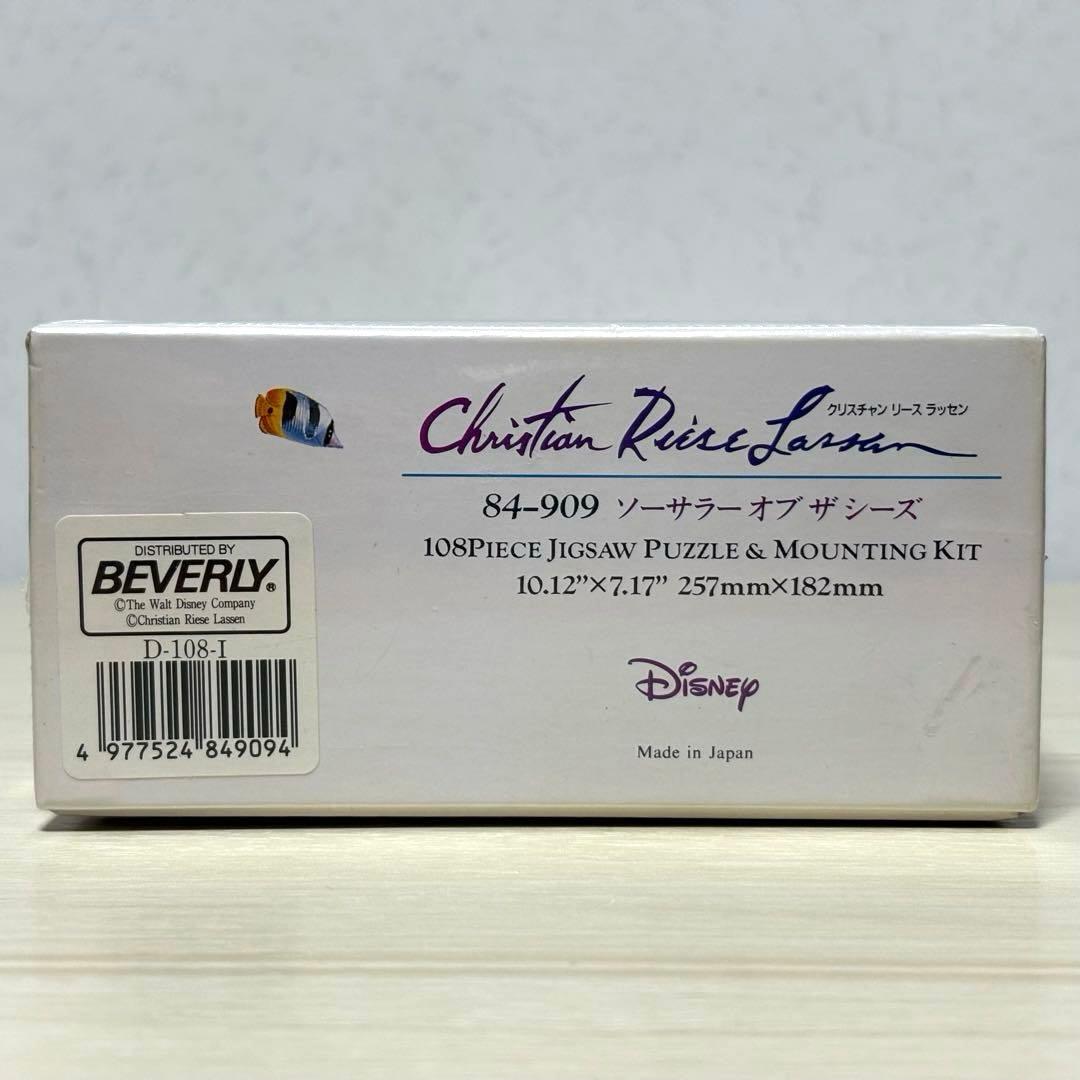 クリスチャン リース ラッセン
Christian Riese Lassen
84-909 ソーサラー オブ ザ シーズ
108PIECE JIGSAW PUZZLE & MOUNTING KIT
10.12"×7.17" 257mm×182mm
DISNEY
Made in Japan
DISTRIBUTED BY
BEVERLY®
©The Walt Disney Company
©Christian Riese Lassen
D-108-I
4 977524 849094